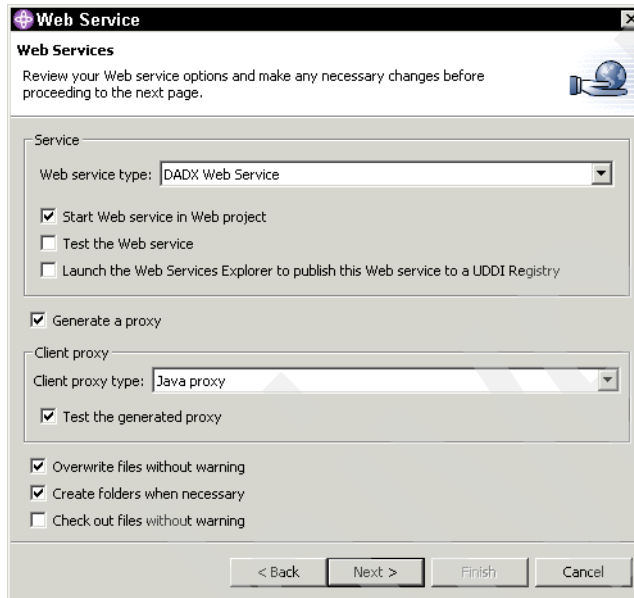 Web Service
Web Services
Review your Web service options and make any necessary changes before
proceeding to the next page.
Service
Web service type: DADX Web Service
Start Web service in Web project
Test the Web service
Launch the Web Services Explorer to publish this Web service to a UDDI Registry
Generate a proxy
Client proxy
Client proxy type: Java proxy
Test the generated proxy
Overwrite files without warning
Create folders when necessary
Check out files without warning
< Back Next > Finish Cancel